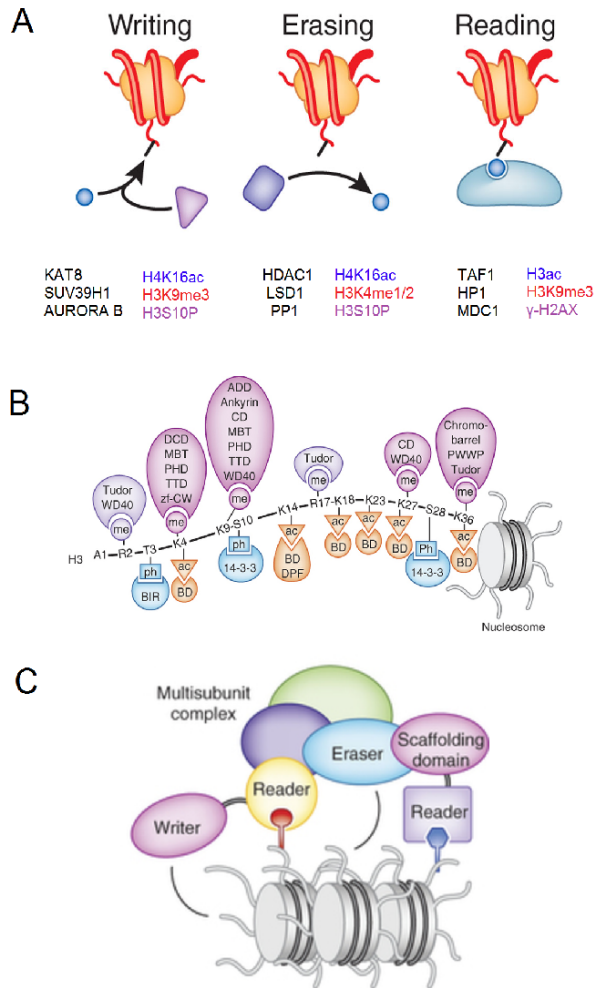 A
Writing Erasing Reading
KAT8 H4K16ac HDAC1 H4K16ac TAF1 H3ac
SUV39H1 H3K9me3 LSD1 H3K4me1/2 HP1 H3K9me3
AURORA B H3S10P PP1 H3S10P MDC1 γ-H2AX
B
ADD
Ankyrin
CD
MBT
PHD
TTD
WD40
me
DCD
MBT
PHD
TTD
zf-CW
me
Tudor
WD40
me
Tudor
me
CD
WD40
me
Chromo-
barrel
PWWP
Tudor
me
H3 A1-R2 T3 K4 K9-S10 K14 R17-K18 K23 K27 S28 K36
ph
BIR
ac
BD
ph
14-3-3
ac
BD
DPF
ac
BD
ac
BD
ac
BD
Ph
14-3-3
ac
BD
Nucleosome
C
Multisubunit
complex
Eraser
Scaffolding
domain
Reader
Reader
Writer